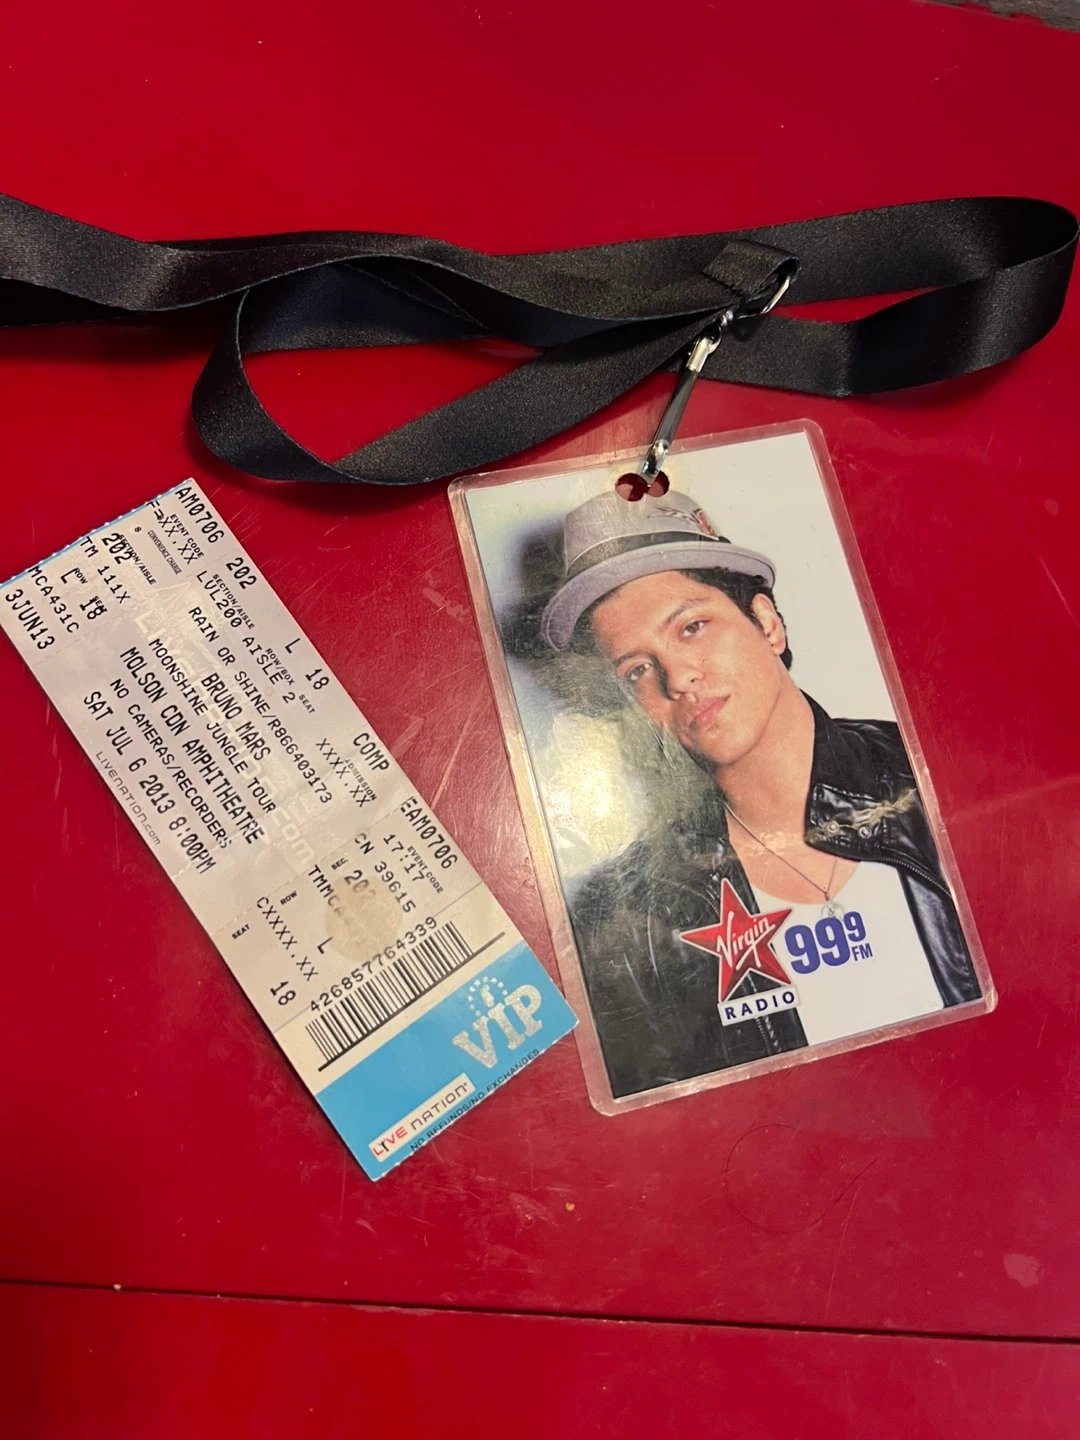 EAM0706
EVENT CODE
202
SECTION/AISLE
L
ROW/BOX
18
SEAT
COMP
ADMISSION
XX.XX
CONVENIENCE CHARGE
LVL200 AISLE 2
XXXX.XX
SECTION/AISLE
202
RAIN OR SHINE/R866403173
TM 111X
BRUNO MARS
ROW
L
SEAT
18
MOONSHINE JUNGLE TOUR
MCA431C
MOLSON CDN AMPHITHEATRE
NO CAMERAS/RECORDERS
3JUN13
SAT JUL 6 2013 8:00PM
LIVENATION.com
EAM0706
EVENT CODE
17:17
CN 39615
SEC.
202
ROW
L
CXXXX.XX
SEAT
18
426857764339
VIP
LIVE NATION
NO REFUNDS/NO EXCHANGES
Virgin
RADIO
999
FM